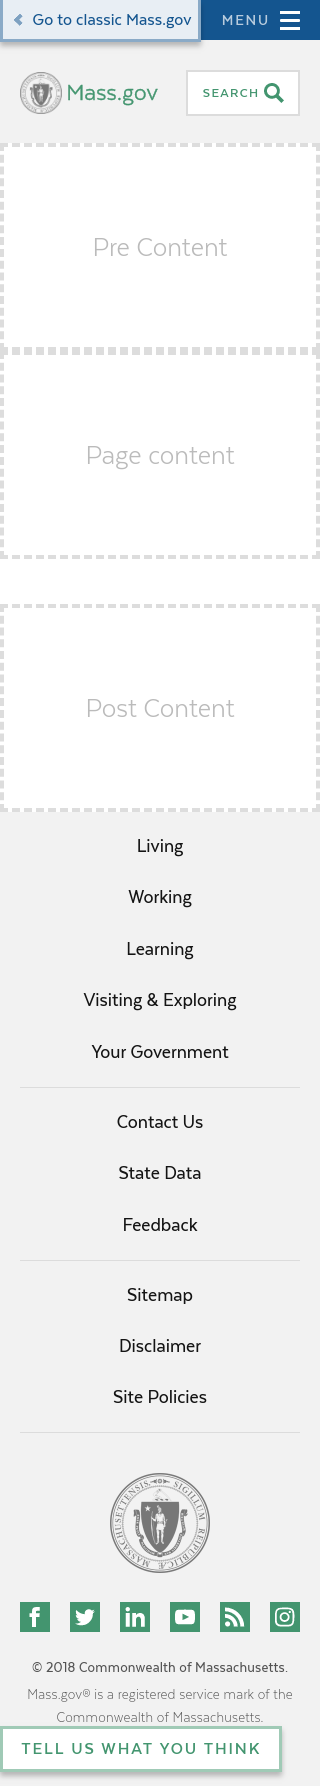 Go to classic Mass.gov
MENU
Mass.gov
SEARCH
Pre Content
Page content
Post Content
Living
Working
Learning
Visiting & Exploring
Your Government
Contact Us
State Data
Feedback
Sitemap
Disclaimer
Site Policies
© 2018 Commonwealth of Massachusetts.
Mass.gov® is a registered service mark of the
Commonwealth of Massachusetts.
TELL US WHAT YOU THINK